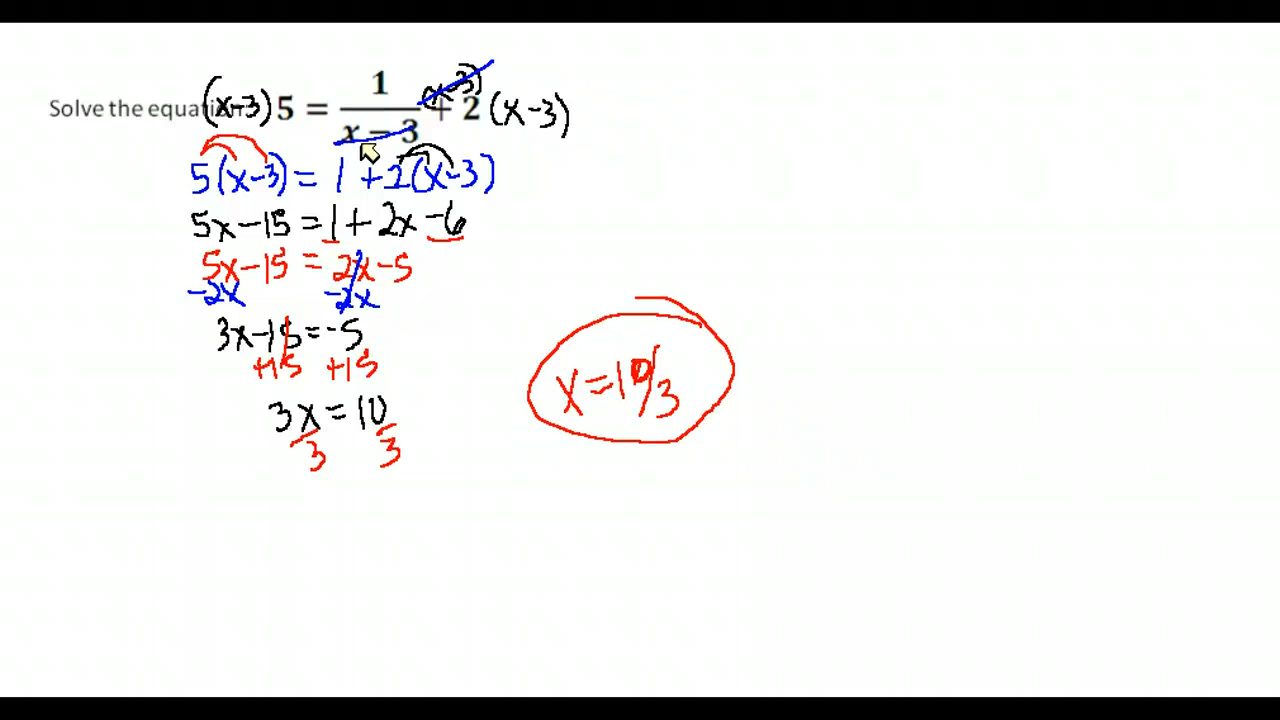 Solve the equation (x-3) 5 = 1/(x - 3) (x-3) + 2 (x-3)
5(x-3) = 1 + 2(x-3)
5x-15 = 1 + 2x -6
5x-15 = 2x-5
-2x -2x
3x-15 = -5
+15 +15
3x = 10
3 3
x = 10/3